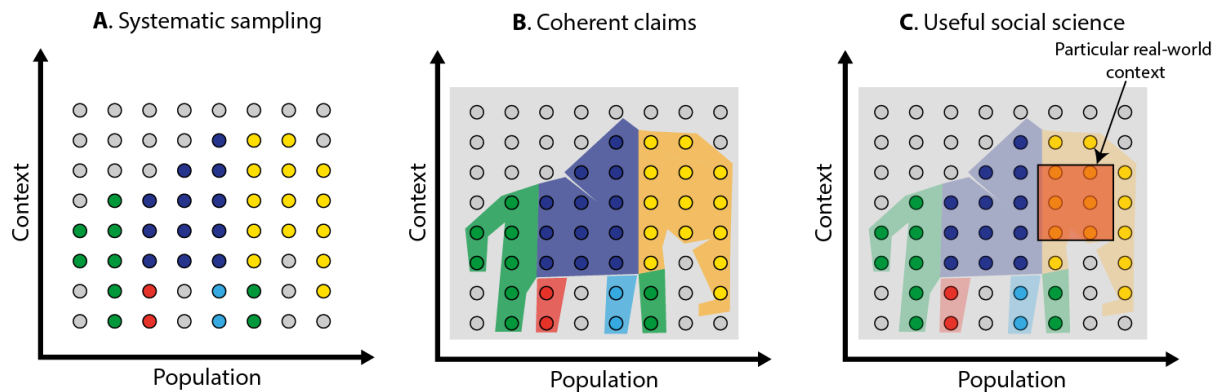 A. Systematic sampling
Context
Population
B. Coherent claims
Context
Population
C. Useful social science
Particular real-world
context
Context
Population